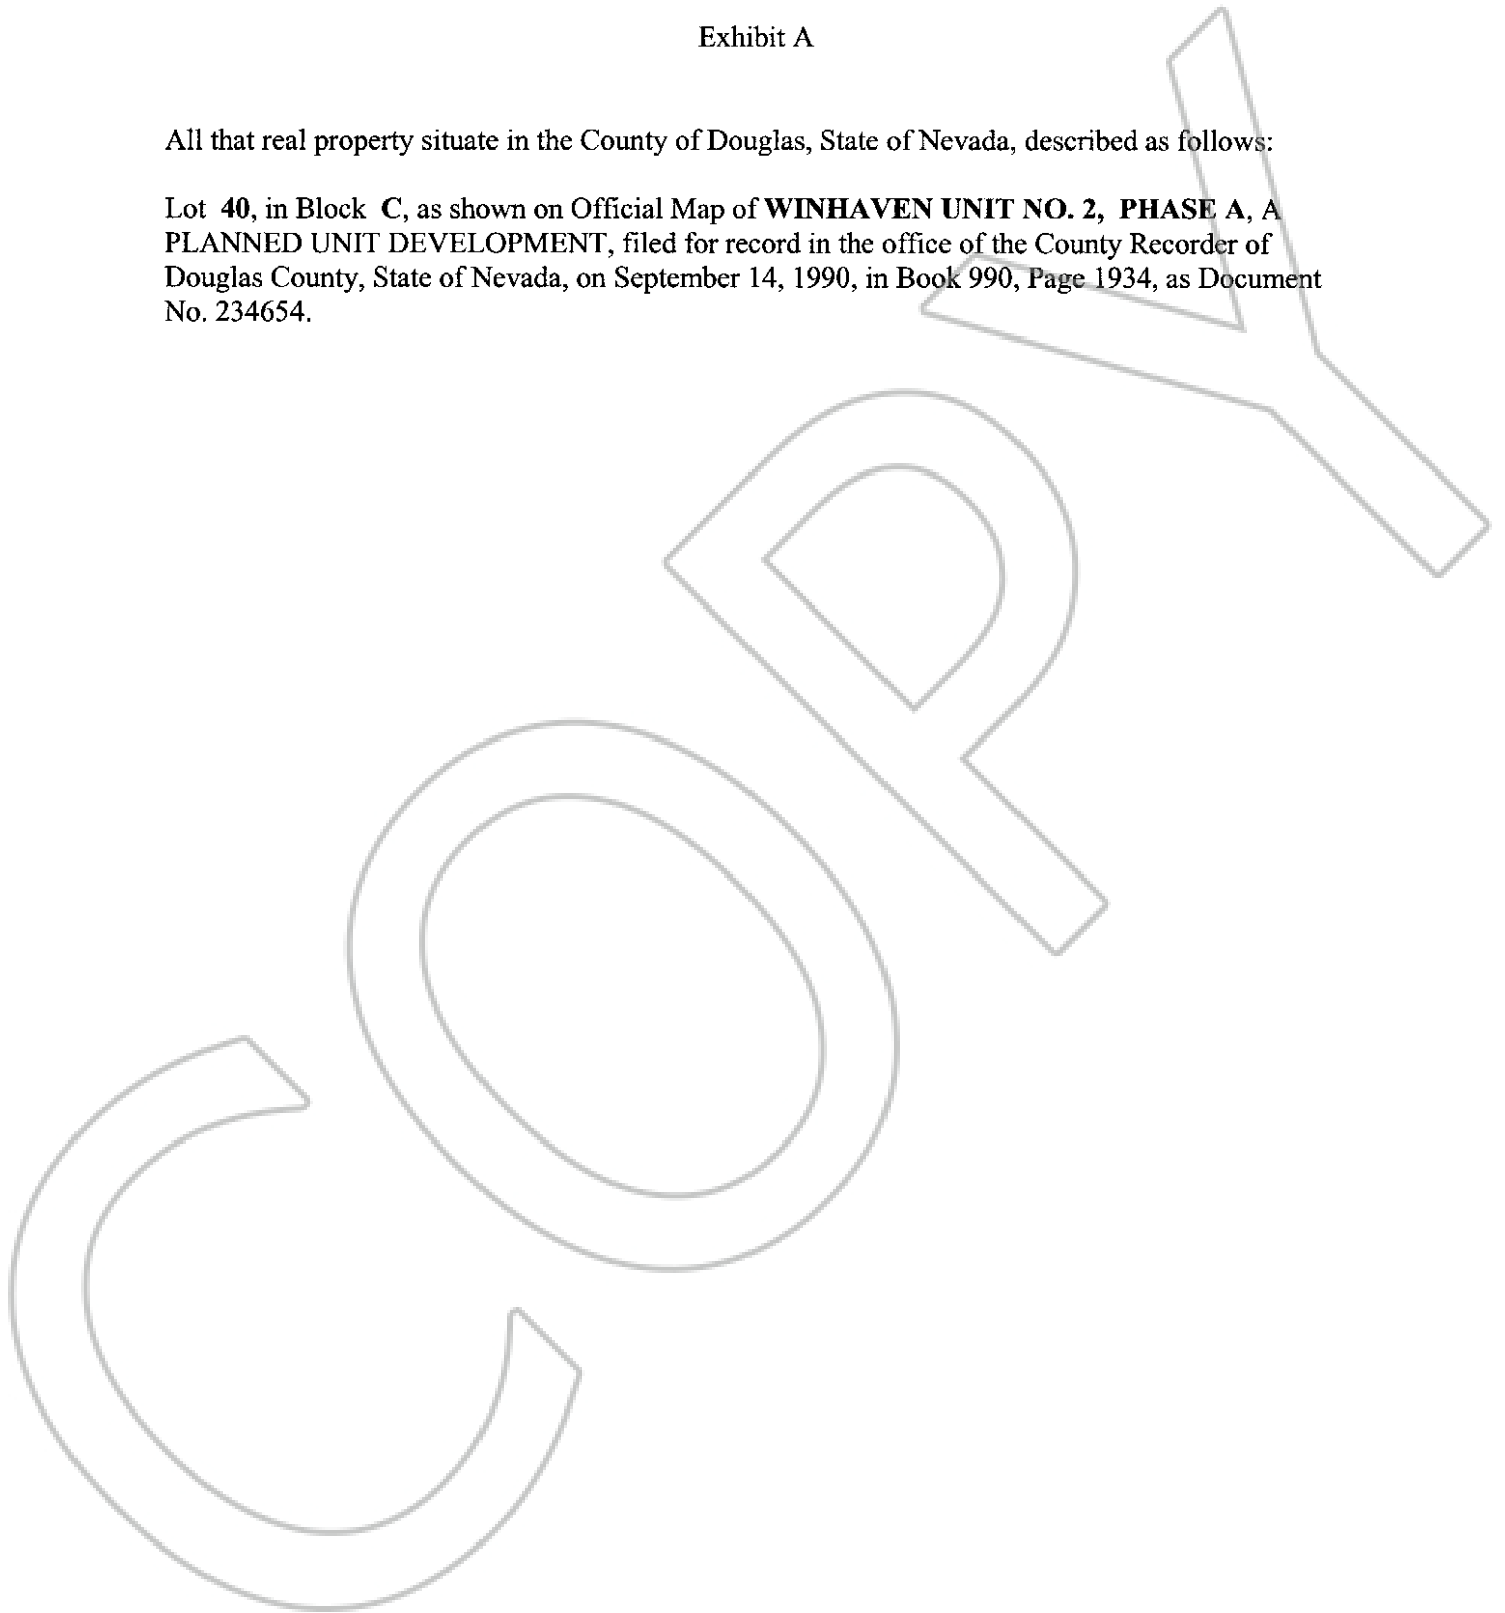 Exhibit A
All that real property situate in the County of Douglas, State of Nevada, described as follows:
Lot 40, in Block C, as shown on Official Map of WINHAVEN UNIT NO. 2, PHASE A, A
PLANNED UNIT DEVELOPMENT, filed for record in the office of the County Recorder of
Douglas County, State of Nevada, on September 14, 1990, in Book 990, Page 1934, as Document
No. 234654.
COPY